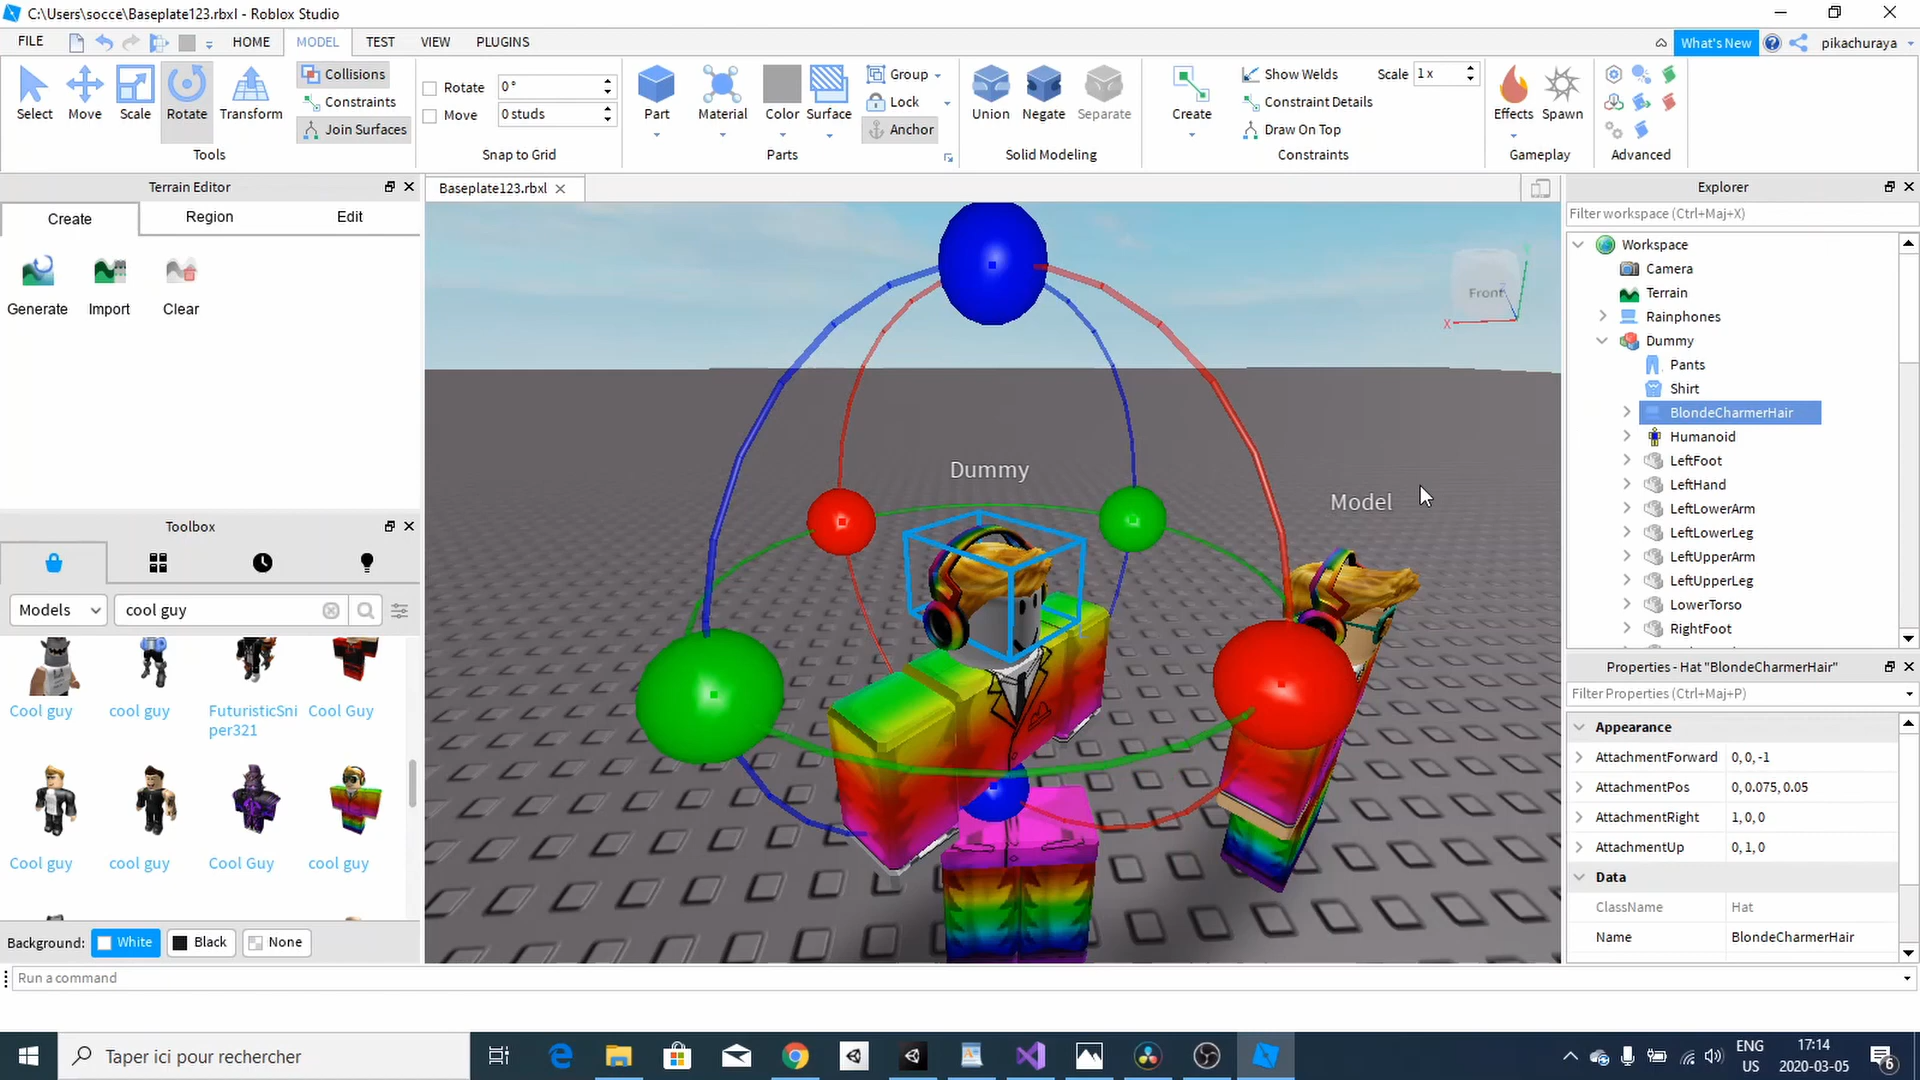 C:\Users\socce\Baseplate123.rbxl - Roblox Studio
FILE HOME MODEL TEST VIEW PLUGINS What's New pikachuraya
Select Move Scale Rotate Transform
Collisions
Constraints
Join Surfaces
Tools
Rotate 0°
Move 0 studs
Snap to Grid
Part Material Color Surface
Group
Lock
Anchor
Parts
Union Negate Separate
Solid Modeling
Create
Show Welds Scale 1 x
Constraint Details
Draw On Top
Constraints
Effects Spawn
Gameplay
Advanced
Terrain Editor
Create Region Edit
Generate Import Clear
Toolbox
Models cool guy
Cool guy cool guy FuturisticSni Cool Guy
per321
Cool guy cool guy Cool Guy cool guy
Background: White Black None
Run a command
Baseplate123.rbxl
Front
X
Dummy
Model
Explorer
Filter workspace (Ctrl+Maj+X)
Workspace
Camera
Terrain
Rainphones
Dummy
Pants
Shirt
BlondeCharmerHair
Humanoid
LeftFoot
LeftHand
LeftLowerArm
LeftLowerLeg
LeftUpperArm
LeftUpperLeg
LowerTorso
RightFoot
Properties - Hat "BlondeCharmerHair"
Filter Properties (Ctrl+Maj+P)
Appearance
AttachmentForward 0, 0, -1
AttachmentPos 0, 0.075, 0.05
AttachmentRight 1, 0, 0
AttachmentUp 0, 1, 0
Data
ClassName Hat
Name BlondeCharmerHair
Taper ici pour rechercher
ENG
US
17:14
2020-03-05
6